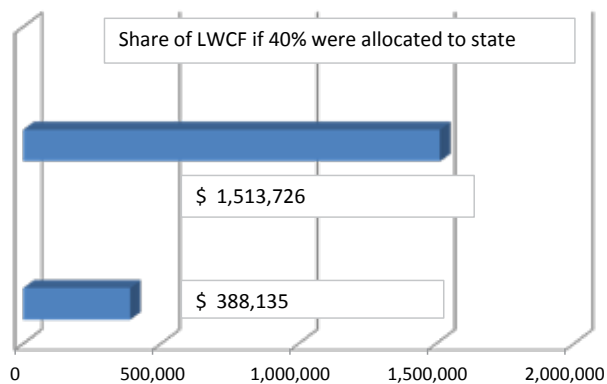 Share of LWCF if 40% were allocated to state
$ 1,513,726
$ 388,135
0 500,000 1,000,000 1,500,000 2,000,000